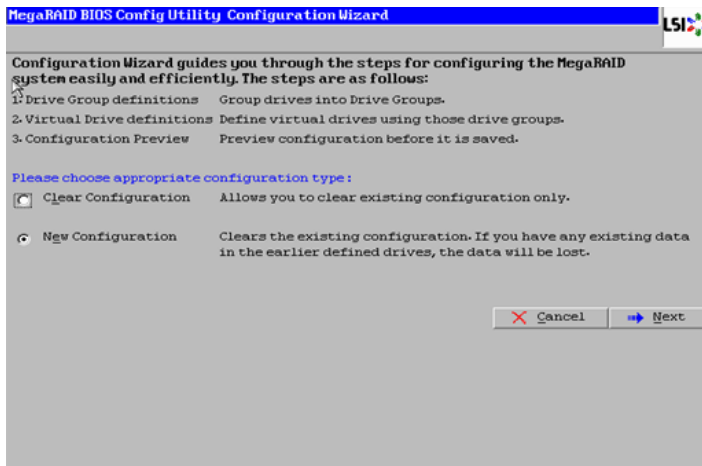 MegaRAID BIOS Config Utility Configuration Wizard
LSI
Configuration Wizard guides you through the steps for configuring the MegaRAID
system easily and efficiently. The steps are as follows:
1. Drive Group definitions Group drives into Drive Groups.
2. Virtual Drive definitions Define virtual drives using those drive groups.
3. Configuration Preview Preview configuration before it is saved.
Please choose appropriate configuration type:
Clear Configuration Allows you to clear existing configuration only.
New Configuration Clears the existing configuration. If you have any existing data
in the earlier defined drives, the data will be lost.
Cancel Next